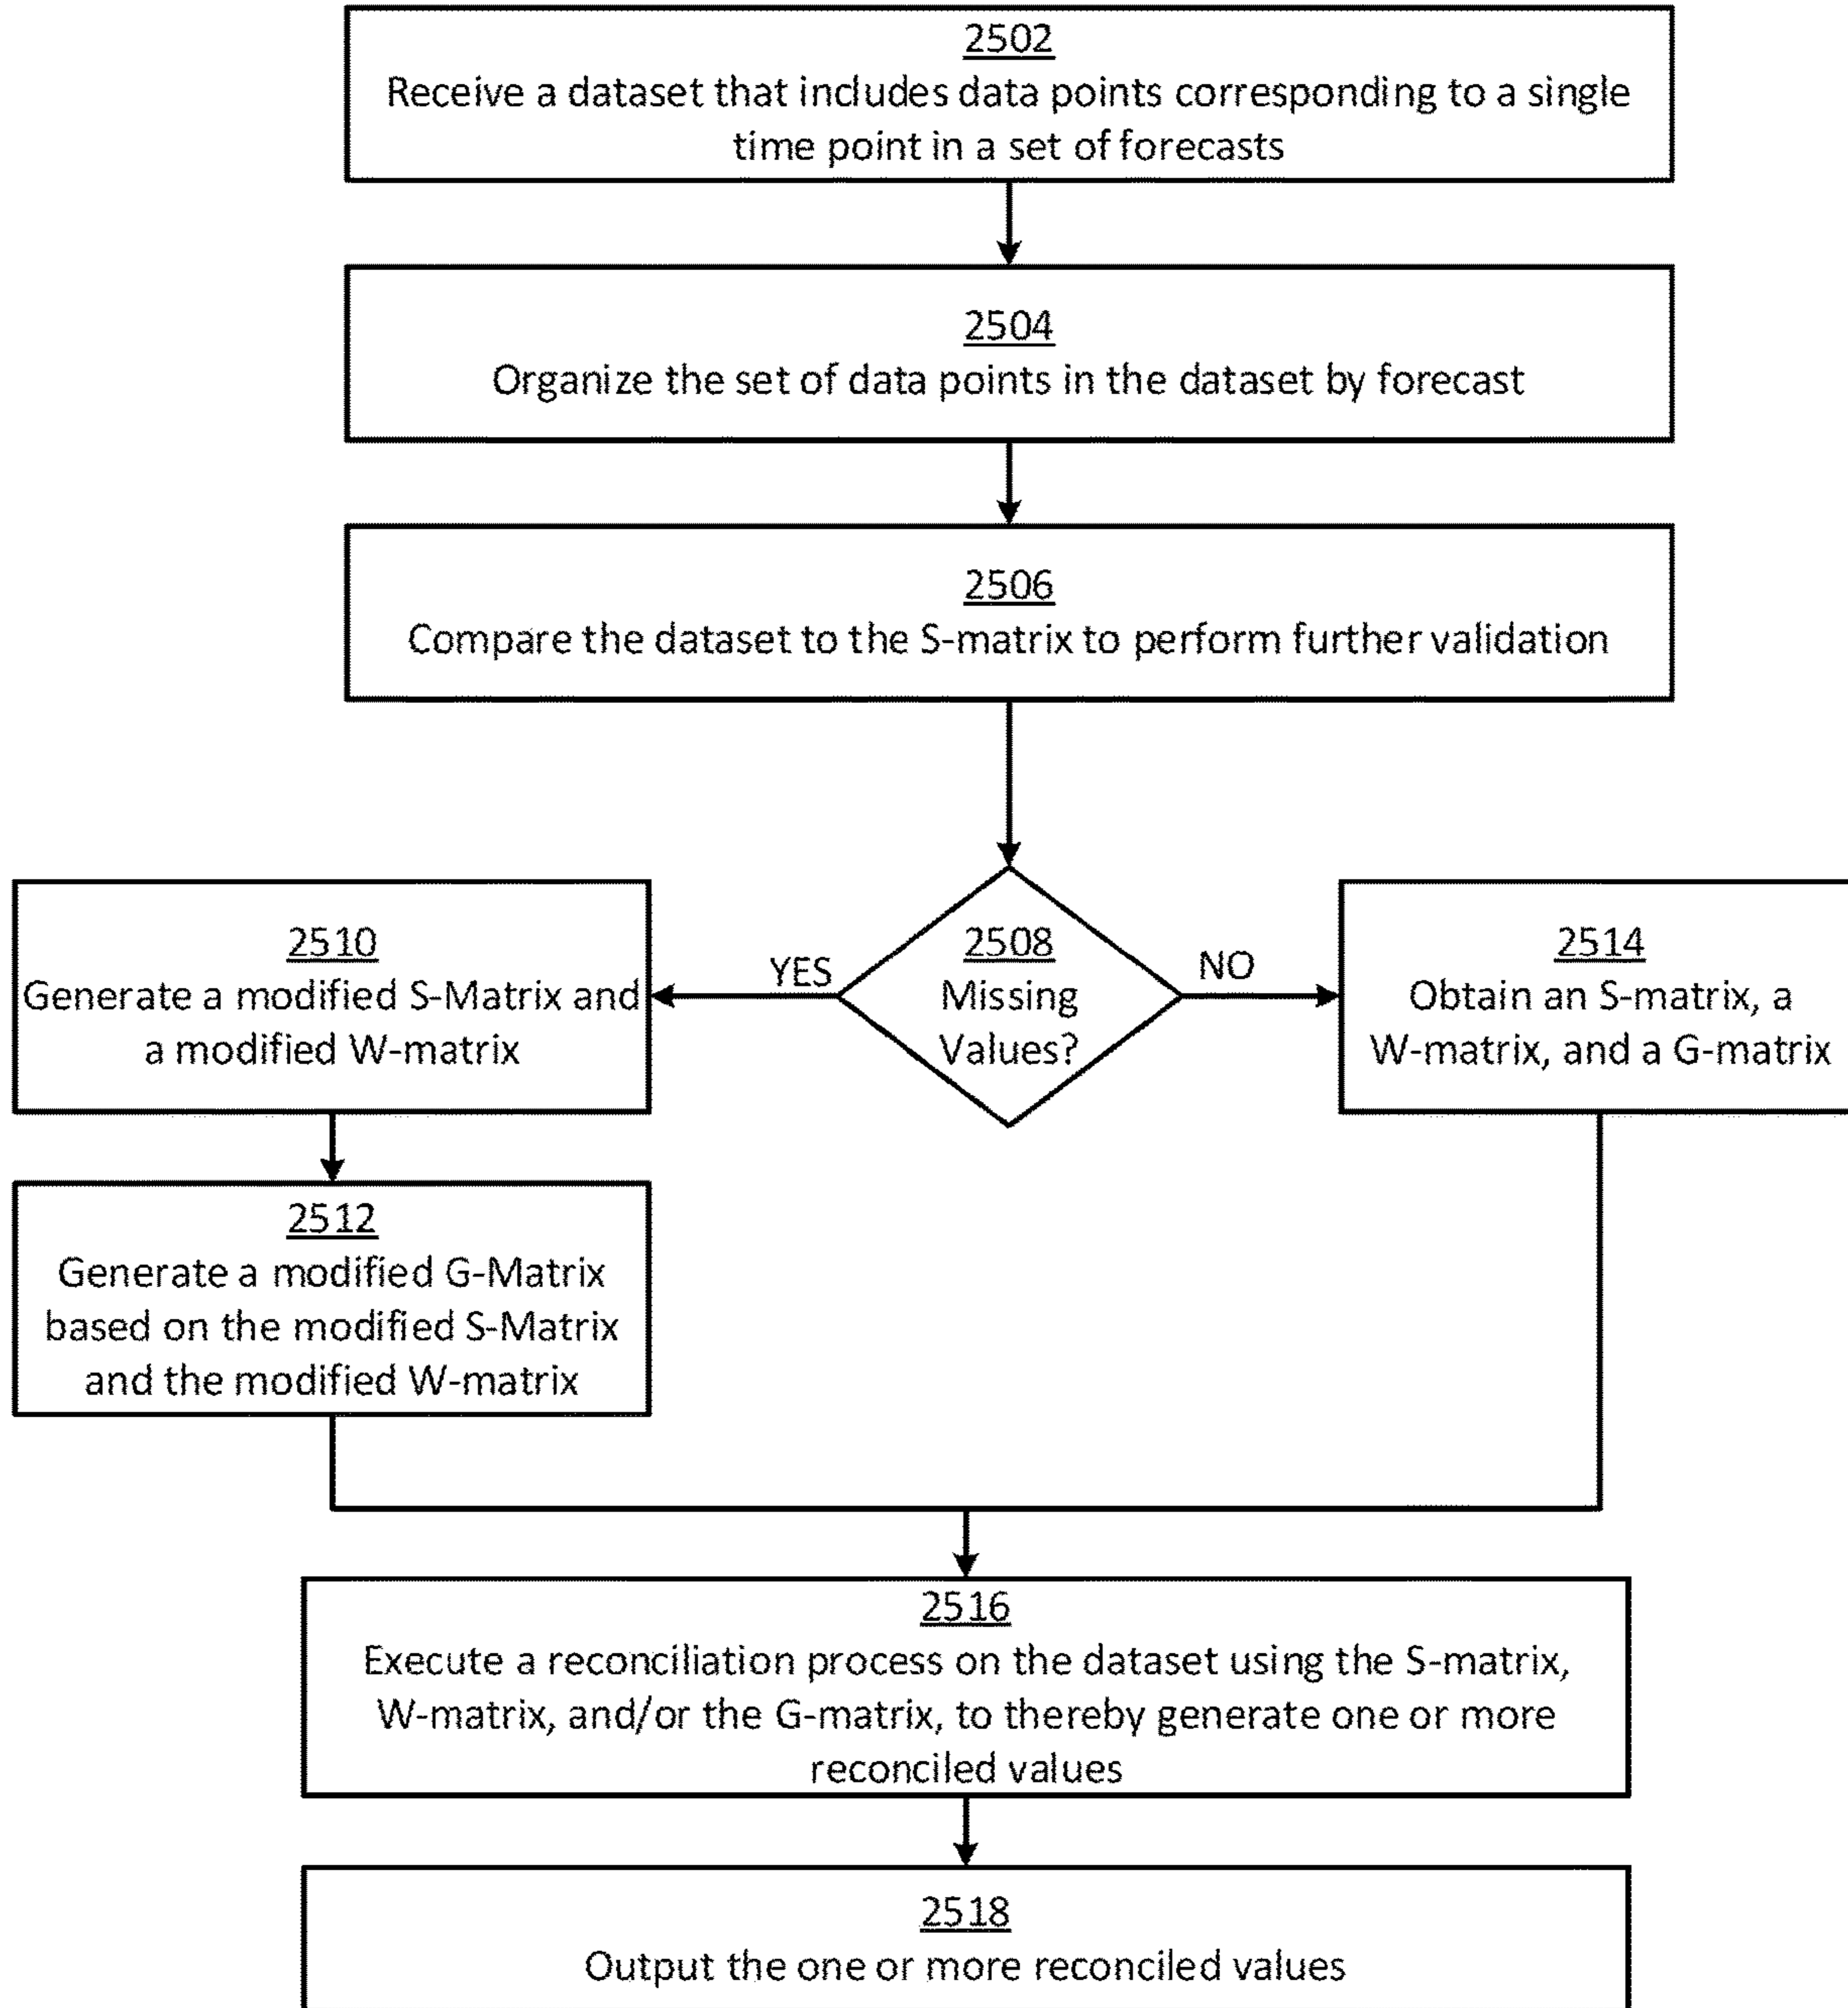 2502
Receive a dataset that includes data points corresponding to a single
time point in a set of forecasts
2504
Organize the set of data points in the dataset by forecast
2506
Compare the dataset to the S-matrix to perform further validation
2510
Generate a modified S-Matrix and
a modified W-matrix
YES
2508
Missing
Values?
NO
2514
Obtain an S-matrix, a
W-matrix, and a G-matrix
2512
Generate a modified G-Matrix
based on the modified S-Matrix
and the modified W-matrix
2516
Execute a reconciliation process on the dataset using the S-matrix,
W-matrix, and/or the G-matrix, to thereby generate one or more
reconciled values
2518
Output the one or more reconciled values